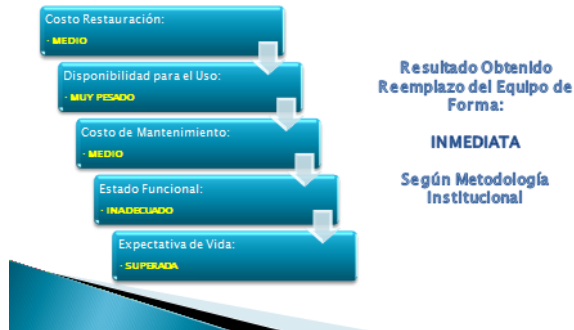 Costo Restauración:
· MEDIO
Disponibilidad para el Uso:
· MUY PESADO
Costo de Mantenimiento:
· MEDIO
Estado Funcional:
· INADECUADO
Expectativa de Vida:
· SUPERADA
Resultado Obtenido
Reemplazo del Equipo de
Forma:
INMEDIATA
Según Metodología
Institucional